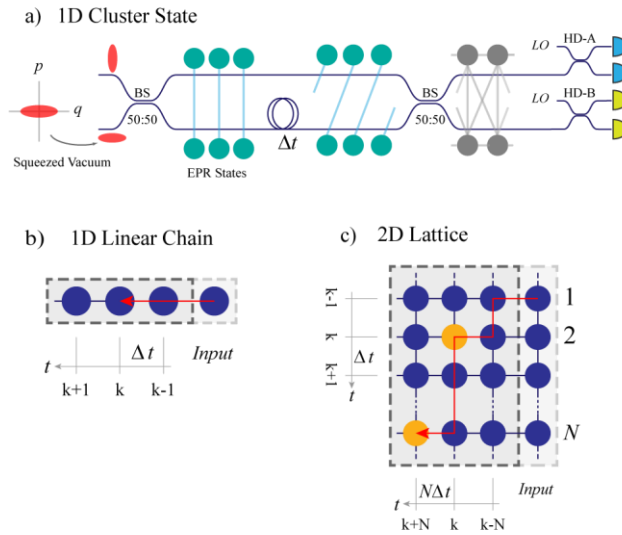 a) 1D Cluster State
p
q
Squeezed Vacuum
BS
50:50
EPR States
Δt
BS
50:50
LO
HD-A
LO
HD-B
b) 1D Linear Chain
Δt
Input
t
k+1 k k-1
c) 2D Lattice
k-1
k
k+1
Δt
t
1
2
N
NΔt
Input
t
k+N k k-N